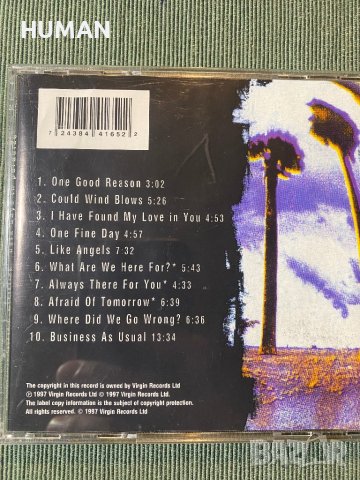 HUMAN
7 24384 41652 2
1. One Good Reason 3:02
2. Could Wind Blows 5:26
3. I Have Found My Love in You 4:53
4. One Fine Day 4:57
5. Like Angels 7:32
6. What Are We Here For?* 5:43
7. Always There For You* 4:33
8. Afraid Of Tomorrow* 6:39
9. Where Did We Go Wrong? 6:36
10. Business As Usual 13:34
The copyright in this record is owned by Virgin Records Ltd
℗ 1997 Virgin Records Ltd © 1997 Virgin Records Ltd
The label copy information is the subject of copyright protection.
All rights reserved. © 1997 Virgin Records Ltd